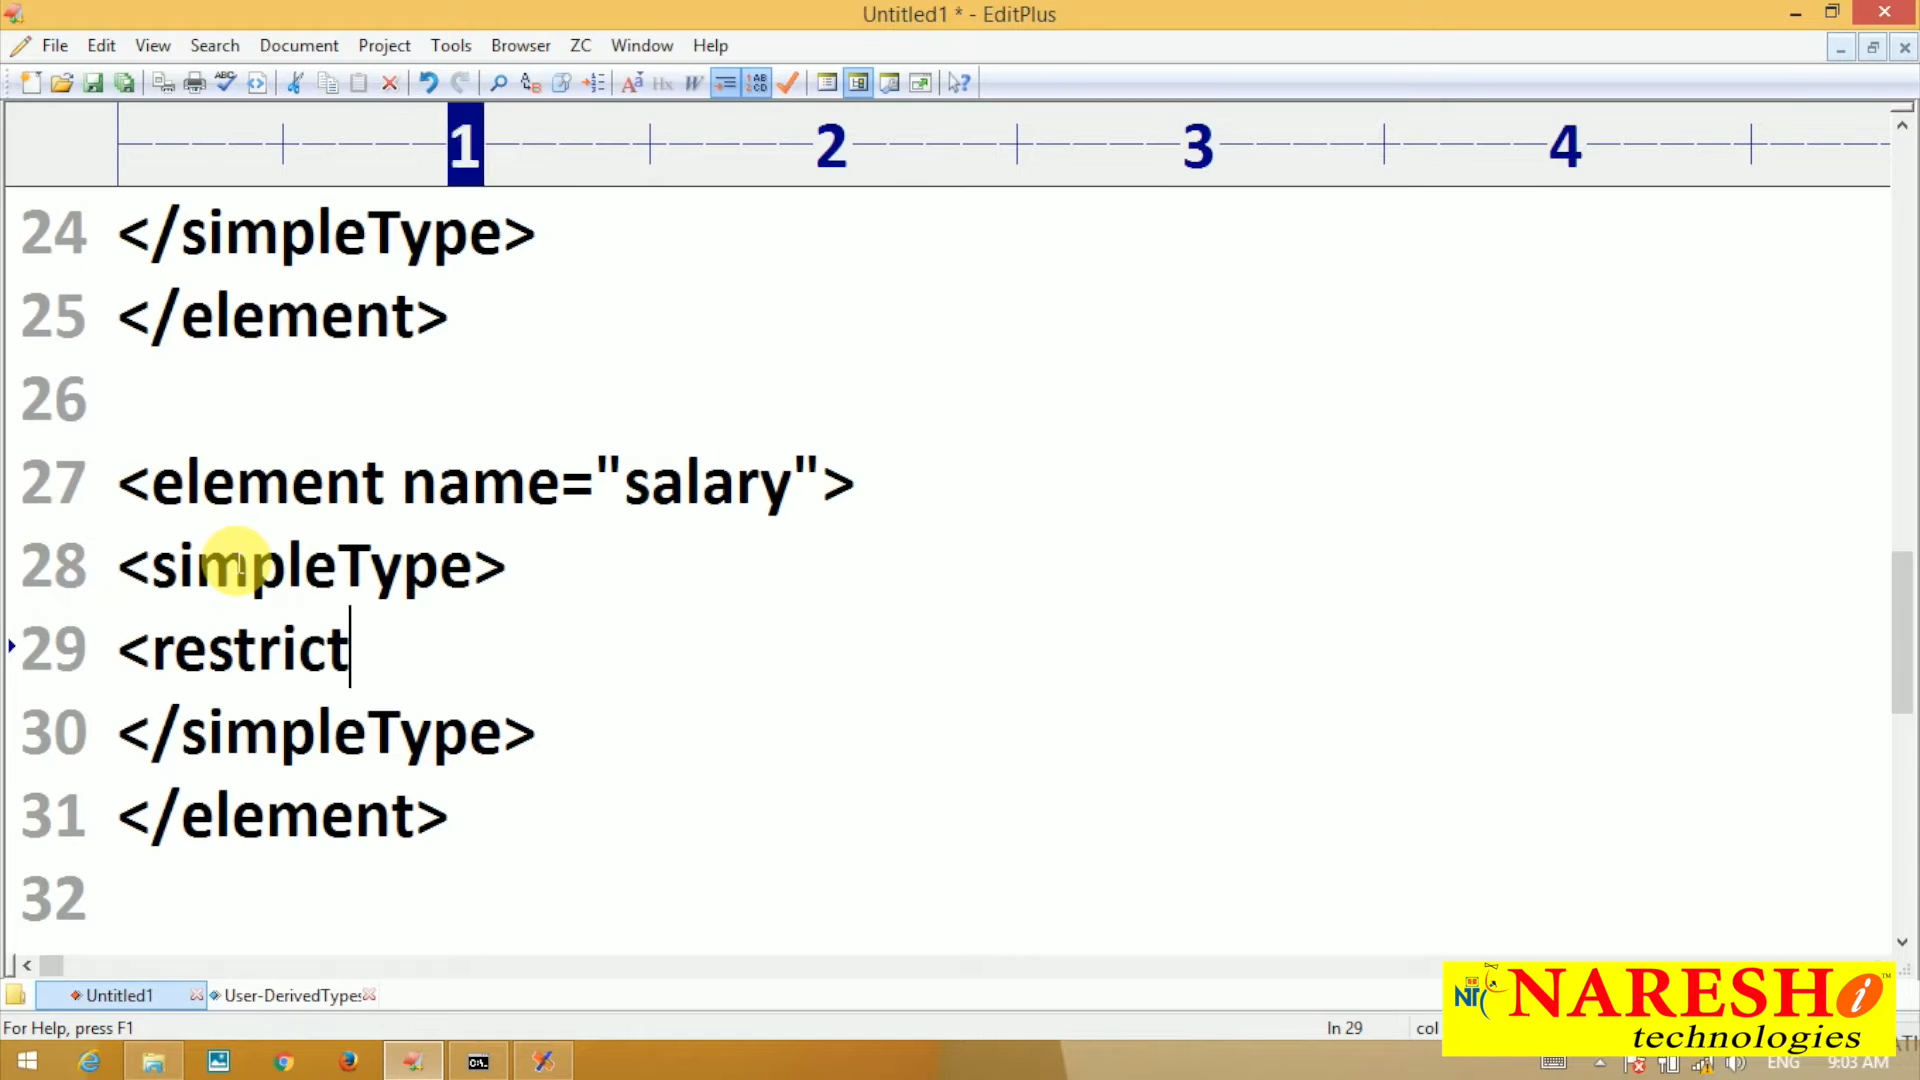 Untitled1 * - EditPlus
File Edit View Search Document Project Tools Browser ZC Window Help
1 2 3 4
24 </simpleType>
25 </element>
26
27 <element name="salary">
28 <simpleType>
29 <restrict
30 </simpleType>
31 </element>
32
Untitled1 User-DerivedTypes
For Help, press F1 ln 29 col
NARESH i
technologies
ENG 9:03 AM